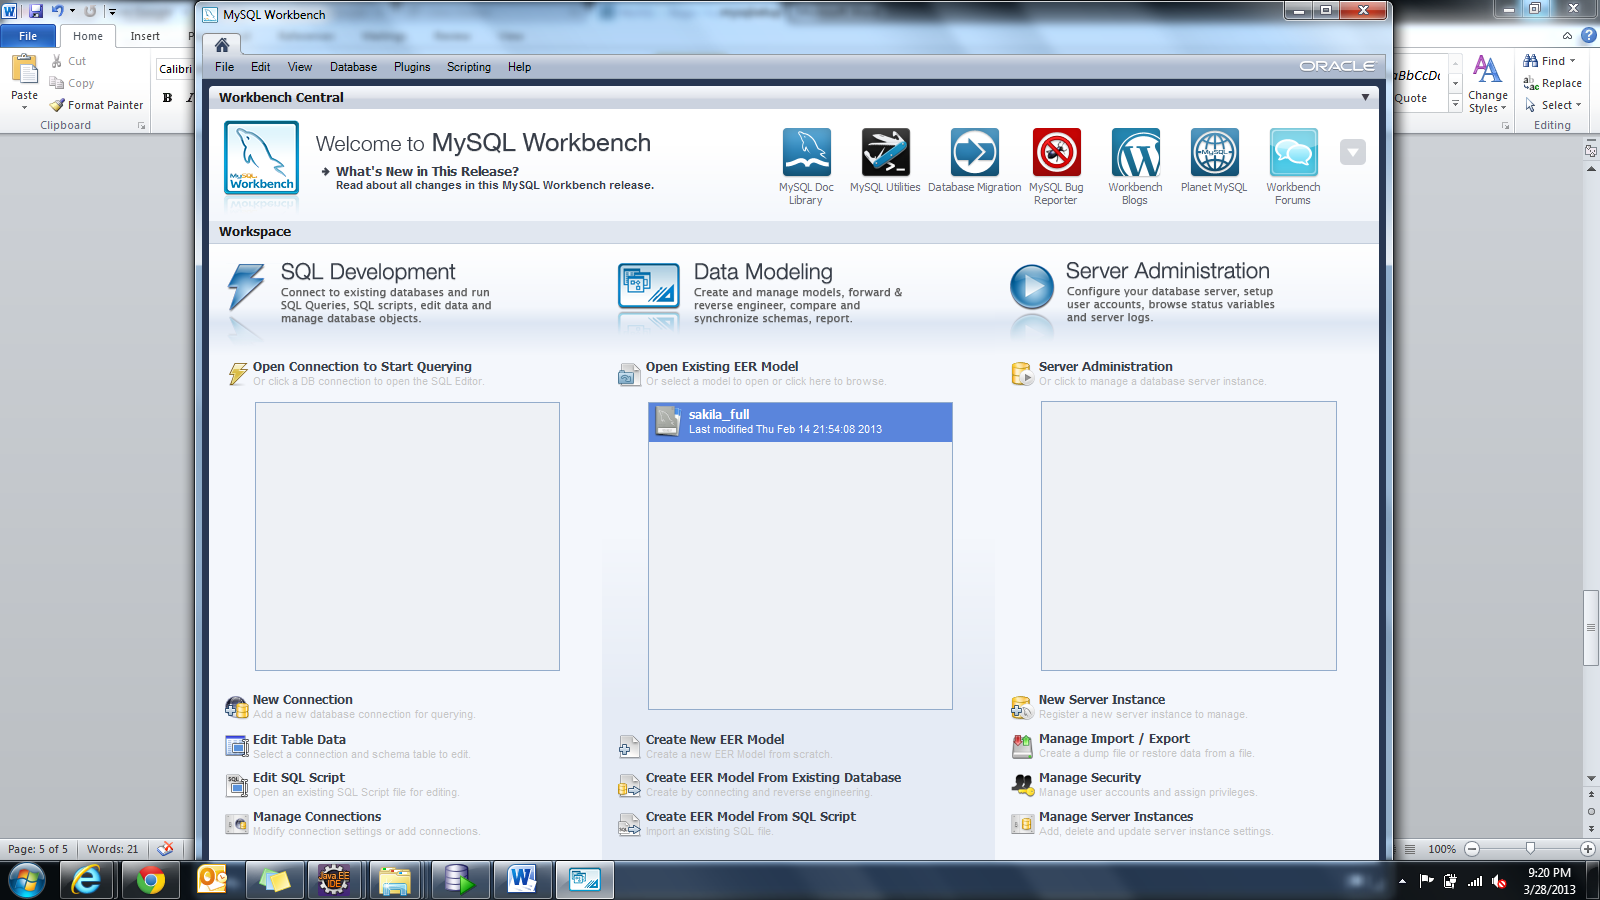 MySQL Workbench
File
Home
Insert
P
Cut
Copy
Paste
Format Painter
Clipboard
Calibri
B I
File Edit View Database Plugins Scripting Help
ORACLE
Workbench Central
MySQL
Workbench
Welcome to MySQL Workbench
What's New in This Release?
Read about all changes in this MySQL Workbench release.
MySQL Doc
Library
MySQL Utilities
Database Migration
MySQL Bug
Reporter
Workbench
Blogs
MySQL
Planet MySQL
Workbench
Forums
Quote
Change
Styles
Find
Replace
Select
Editing
Workspace
SQL Development
Connect to existing databases and run
SQL Queries, SQL scripts, edit data and
manage database objects.
Data Modeling
Create and manage models, forward &
reverse engineer, compare and
synchronize schemas, report.
Server Administration
Configure your database server, setup
user accounts, browse status variables
and server logs.
Open Connection to Start Querying
Or click a DB connection to open the SQL Editor.
Open Existing EER Model
Or select a model to open or click here to browse.
Server Administration
Or click to manage a database server instance.
sakila_full
Last modified Thu Feb 14 21:54:08 2013
New Connection
Add a new database connection for querying.
Edit Table Data
Select a connection and schema table to edit.
Edit SQL Script
Open an existing SQL Script file for editing.
Manage Connections
Modify connection settings or add connections.
Create New EER Model
Create a new EER Model from scratch.
Create EER Model From Existing Database
Create by connecting and reverse engineering.
Create EER Model From SQL Script
Import an existing SQL file.
New Server Instance
Register a new server instance to manage.
Manage Import / Export
Create a dump file or restore data from a file.
Manage Security
Manage user accounts and assign privileges.
Manage Server Instances
Add, delete and update server instance settings.
Page: 5 of 5
Words: 21
100%
Java EE
IDE
9:20 PM
3/28/2013